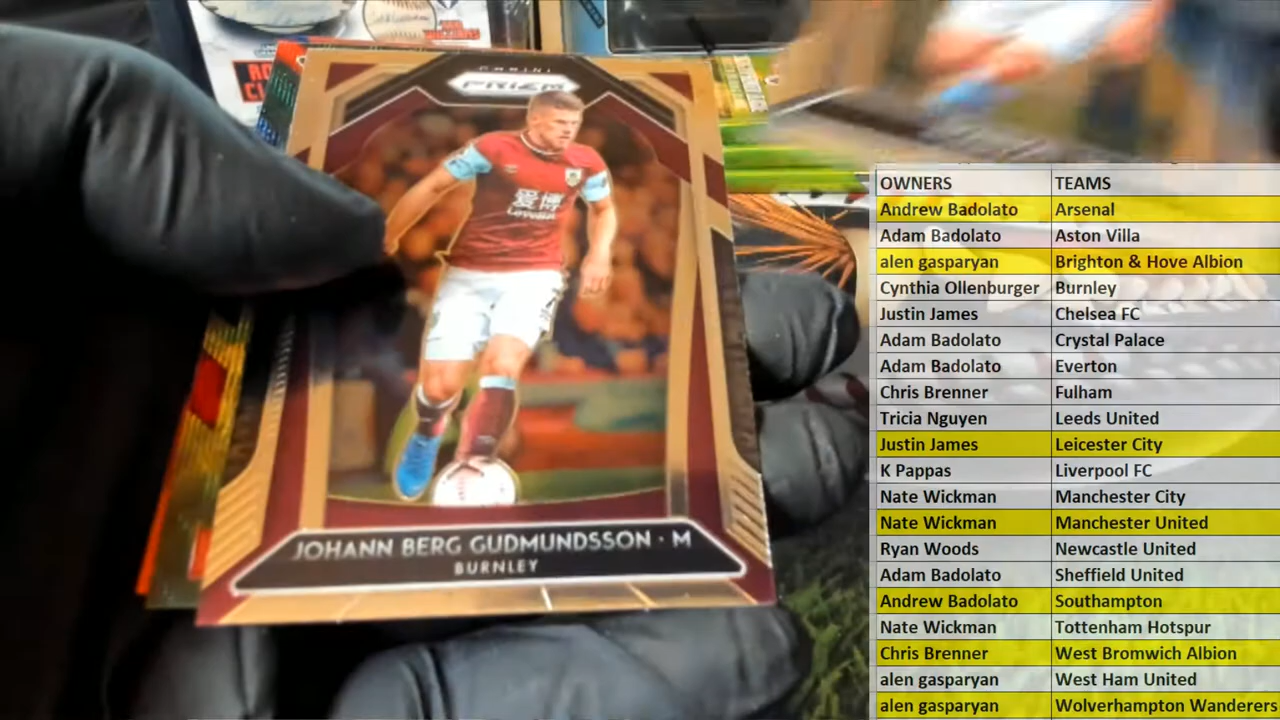 PANINI
PRIZM
爱博
LoveBet
JOHANN BERG GUDMUNDSSON · M
BURNLEY
OWNERS TEAMS
Andrew Badolato Arsenal
Adam Badolato Aston Villa
alen gasparyan Brighton & Hove Albion
Cynthia Ollenburger Burnley
Justin James Chelsea FC
Adam Badolato Crystal Palace
Adam Badolato Everton
Chris Brenner Fulham
Tricia Nguyen Leeds United
Justin James Leicester City
K Pappas Liverpool FC
Nate Wickman Manchester City
Nate Wickman Manchester United
Ryan Woods Newcastle United
Adam Badolato Sheffield United
Andrew Badolato Southampton
Nate Wickman Tottenham Hotspur
Chris Brenner West Bromwich Albion
alen gasparyan West Ham United
alen gasparyan Wolverhampton Wanderers